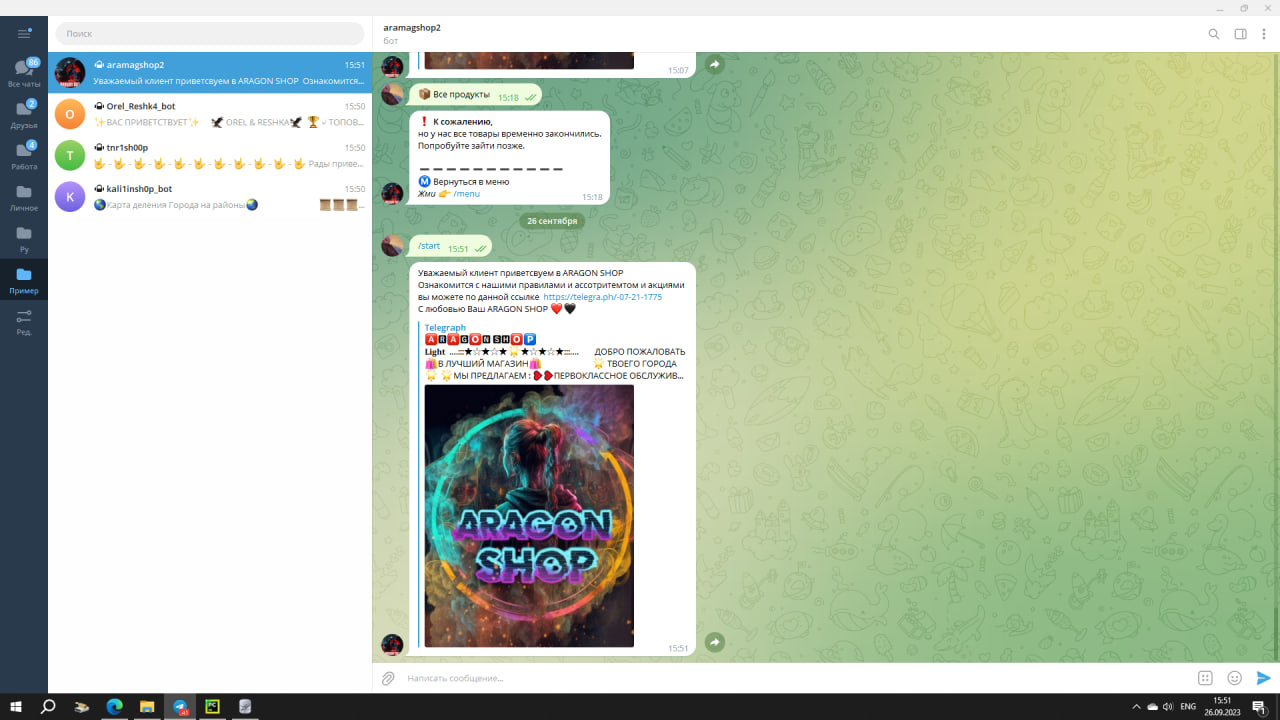 Поиск
aramagshop2
15:51
Уважаемый клиент приветсвуем в ARAGON SHOP Ознакомится...
Orel_Reshk4_bot
15:50
ВАС ПРИВЕТСТВУЕТ OREL & RESHKA ТОПОВ...
tnr1sh00p
15:50
Рады приве...
kali1insh0p_bot
15:50
Карта деления Города на районы
86
Все чаты
2
Друзья
4
Работа
Личное
Ру
Пример
Ред.
aramagshop2
бот
15:07
Все продукты 15:18
К сожалению,
но у нас все товары временно закончились.
Попробуйте зайти позже.
— — — — — — — — — — —
Ⓜ️ Вернуться в меню
Жми /menu
15:18
26 сентября
/start 15:51
Уважаемый клиент приветсвуем в ARAGON SHOP
Ознакомится с нашими правилами и ассотритемтом и акциями
вы можете по данной ссылке https://telegra.ph/-07-21-1775
С любовью Ваш ARAGON SHOP
Telegraph
ARAGON SHOP
Light ...::::★☆★☆★ ★☆★☆★::::... ДОБРО ПОЖАЛОВАТЬ
В ЛУЧШИЙ МАГАЗИН ТВОЕГО ГОРОДА
МЫ ПРЕДЛАГАЕМ : ПЕРВОКЛАССНОЕ ОБСЛУЖИВ...
ARAGON
SHOP
15:51
Написать сообщение...
41
PC
ENG
15:51
26.09.2023
1